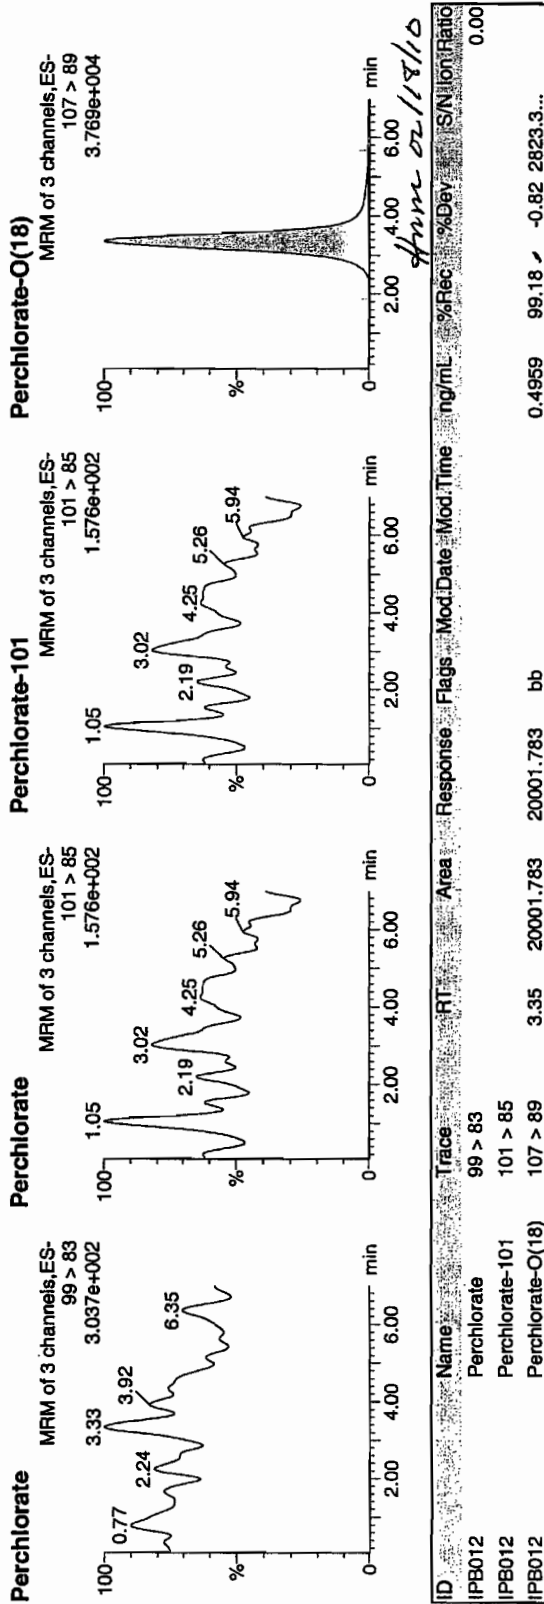 Perchlorate
MRM of 3 channels,ES-
99 > 83
3.037e+002
100
%
0
0.77
2.24
3.33
3.92
6.35
2.00
4.00
6.00
min
Perchlorate
MRM of 3 channels,ES-
101 > 85
1.576e+002
100
%
0
1.05
2.19
3.02
4.25
5.26
5.94
2.00
4.00
6.00
min
Perchlorate-101
MRM of 3 channels,ES-
101 > 85
1.576e+002
100
%
0
1.05
2.19
3.02
4.25
5.26
5.94
2.00
4.00
6.00
min
Perchlorate-O(18)
MRM of 3 channels,ES-
107 > 89
3.769e+004
100
%
0
2.00
4.00
6.00
min
ID Name Trace RT Area Response Flags Mod.Date Mod.Time ng/mL %Rec %Dev S/N Ion Ratio
IPB012 Perchlorate 99 > 83 0.00
IPB012 Perchlorate-101 101 > 85
IPB012 Perchlorate-O(18) 107 > 89 3.35 20001.783 20001.783 bb 0.4959 99.18 -0.82 2823.3...